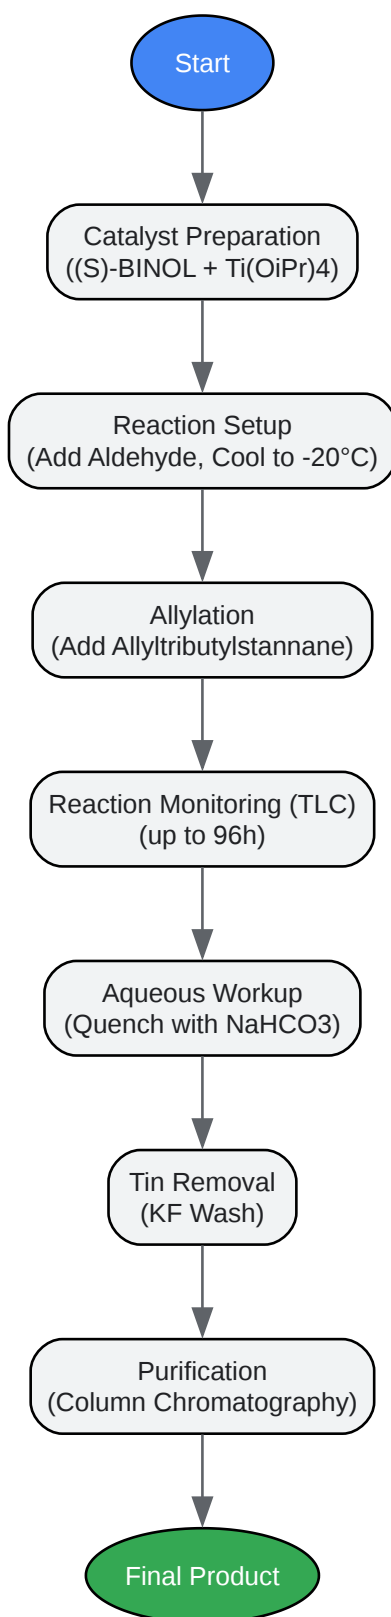 Start
Catalyst Preparation
((S)-BINOL + Ti(OiPr)4)
Reaction Setup
(Add Aldehyde, Cool to -20°C)
Allylation
(Add Allyltributylstannane)
Reaction Monitoring (TLC)
(up to 96h)
Aqueous Workup
(Quench with NaHCO3)
Tin Removal
(KF Wash)
Purification
(Column Chromatography)
Final Product